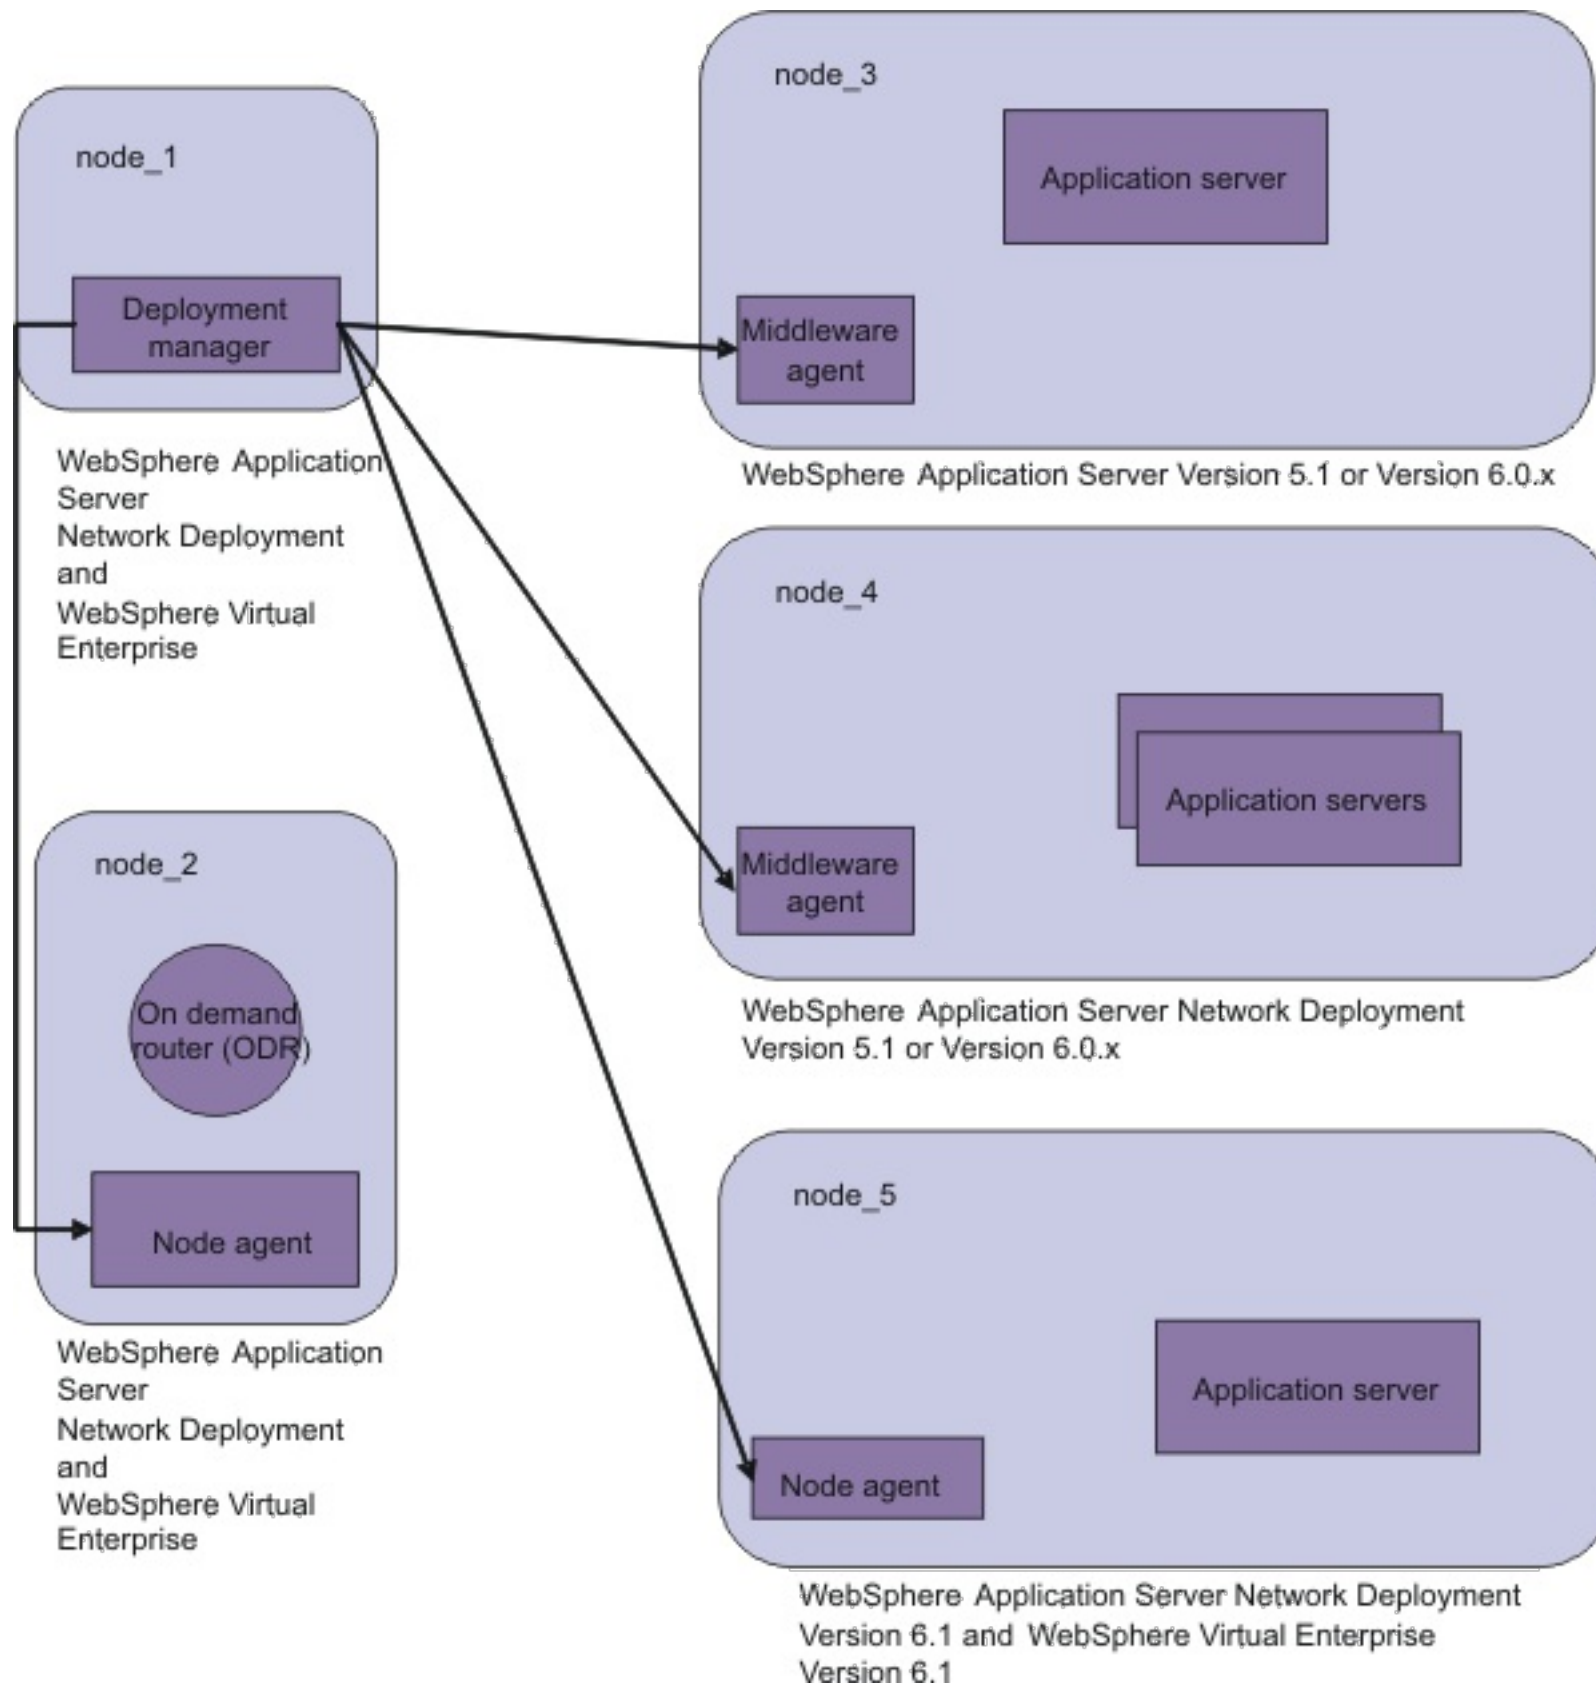 node_1
Deployment
manager
WebSphere Application
Server
Network Deployment
and
WebSphere Virtual
Enterprise
node_2
On demand
router (ODR)
Node agent
WebSphere Application
Server
Network Deployment
and
WebSphere Virtual
Enterprise
node_3
Application server
Middleware
agent
WebSphere Application Server Version 5.1 or Version 6.0.x
node_4
Application servers
Middleware
agent
WebSphere Application Server Network Deployment
Version 5.1 or Version 6.0.x
node_5
Application server
Node agent
WebSphere Application Server Network Deployment
Version 6.1 and WebSphere Virtual Enterprise
Version 6.1